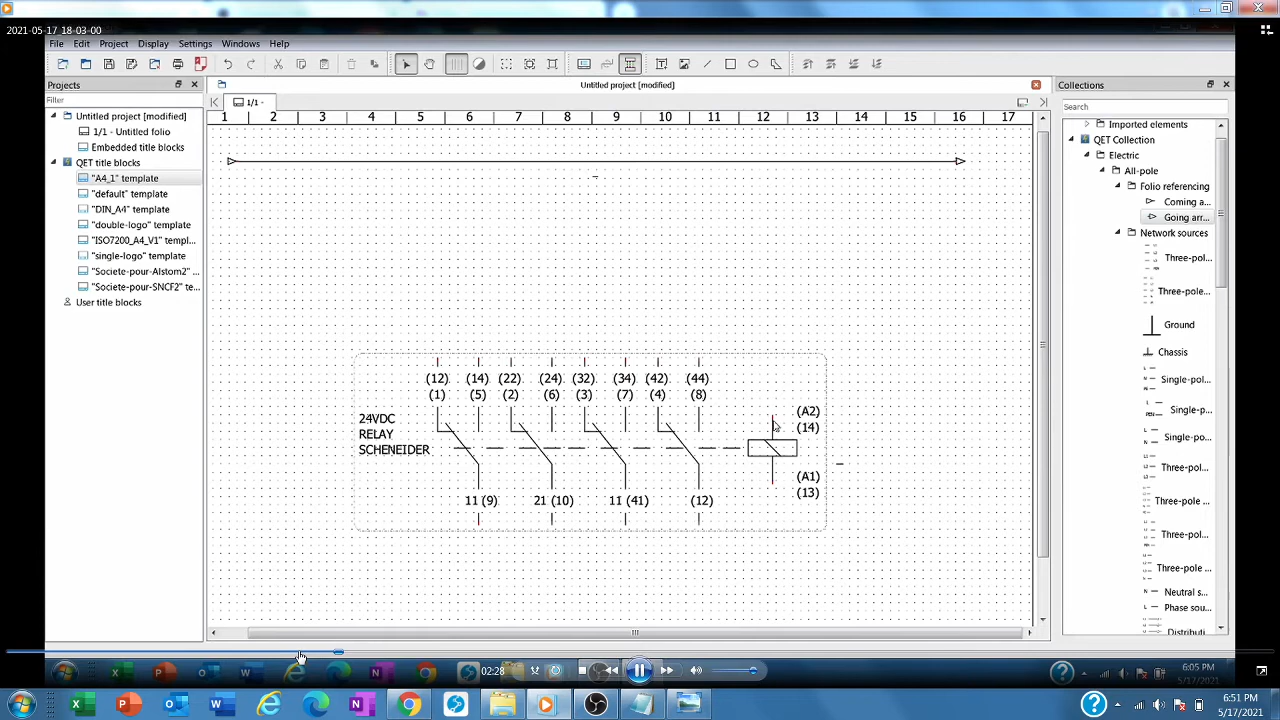 2021-05-17 18-03-00
File Edit Project Display Settings Windows Help
Projects
Untitled project [modified]
Collections
Filter
Search
1/1 -
1 2 3 4 5 6 7 8 9 10 11 12 13 14 15 16 17
Untitled project [modified]
1/1 - Untitled folio
Embedded title blocks
QET title blocks
"A4_1" template
"default" template
"DIN_A4" template
"double-logo" template
"ISO7200_A4_V1" templ...
"single-logo" template
"Societe-pour-Alstom2" ...
"Societe-pour-SNCF2" te...
User title blocks
(12) (14) (22) (24) (32) (34) (42) (44)
(1) (5) (2) (6) (3) (7) (4) (8)
24VDC
RELAY
SCHENEIDER
(A2)
(14)
(A1)
(13)
11 (9) 21 (10) 11 (41) (12)
Imported elements
QET Collection
Electric
All-pole
Folio referencing
Coming a...
Going arr...
Network sources
Three-pol...
Three-pole...
Ground
Chassis
Single-pol...
Single-p...
Single-po...
Three-pol...
Three-pol...
Three-pol...
Three-pol...
Neutral s...
Phase sou...
Distributi...
02:28
6:05 PM
5/17/2021
6:51 PM
5/17/2021